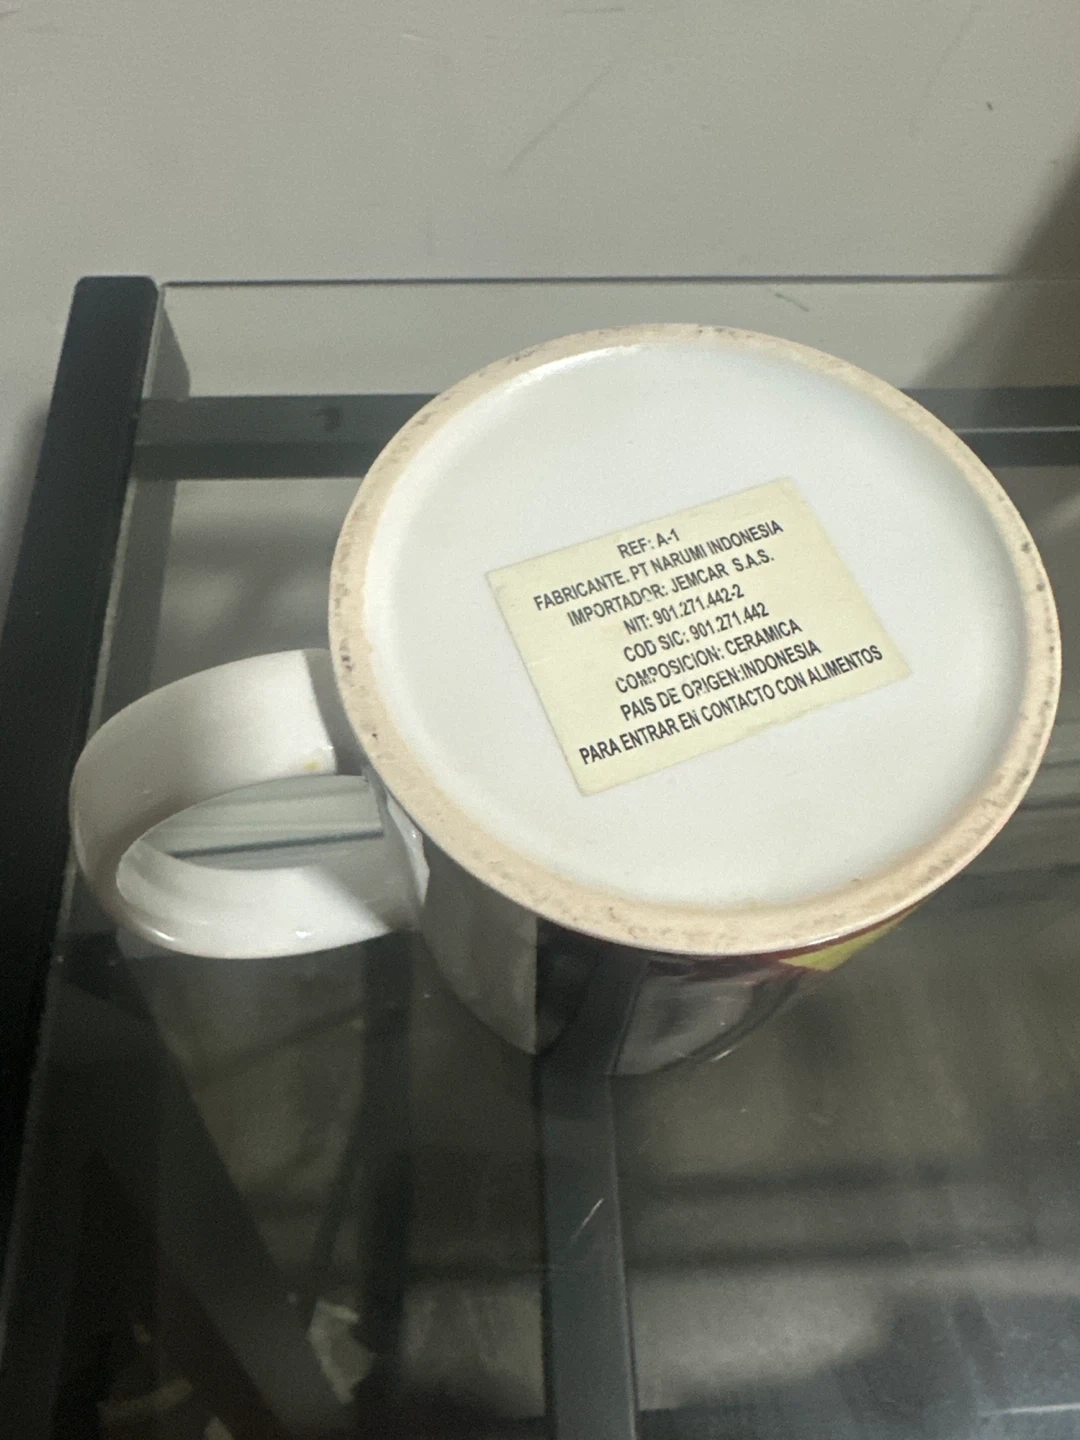 REF: A-1
FABRICANTE. PT NARUMI INDONESIA
IMPORTADOR: JEMCAR S.A.S.
NIT: 901.271.442-2
COD SIC: 901.271.442
COMPOSICION: CERAMICA
PAIS DE ORIGEN:INDONESIA
PARA ENTRAR EN CONTACTO CON ALIMENTOS